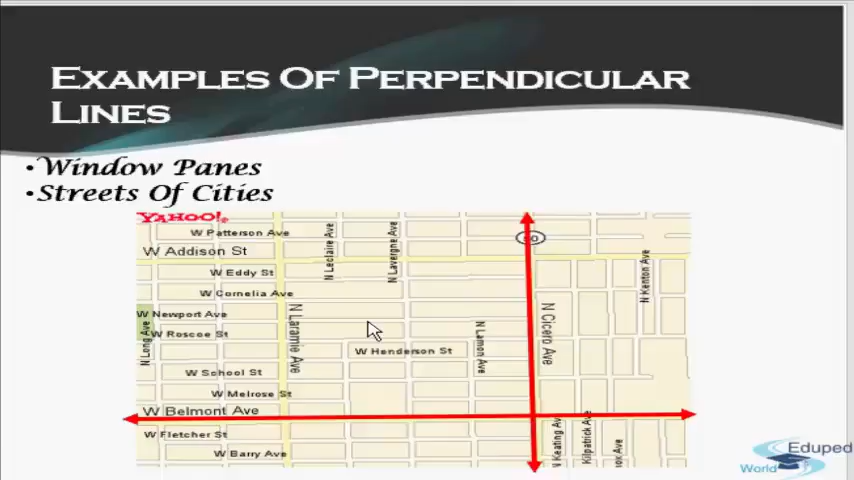 Examples Of Perpendicular
Lines
•Window Panes
•Streets Of Cities
YAHOO!®
W Patterson Ave
W Addison St
W Eddy St
W Cornelia Ave
W Newport Ave
W Roscoe St
W Henderson St
W School St
W Melrose St
W Belmont Ave
W Fletcher St
W Barry Ave
N Long Ave
N Laramie Ave
N Leclaire Ave
N Lavergne Ave
N Lamon Ave
N Cicero Ave
N Keating Av
Kilpatrick Ave
N Kenton Ave
Eduped
World